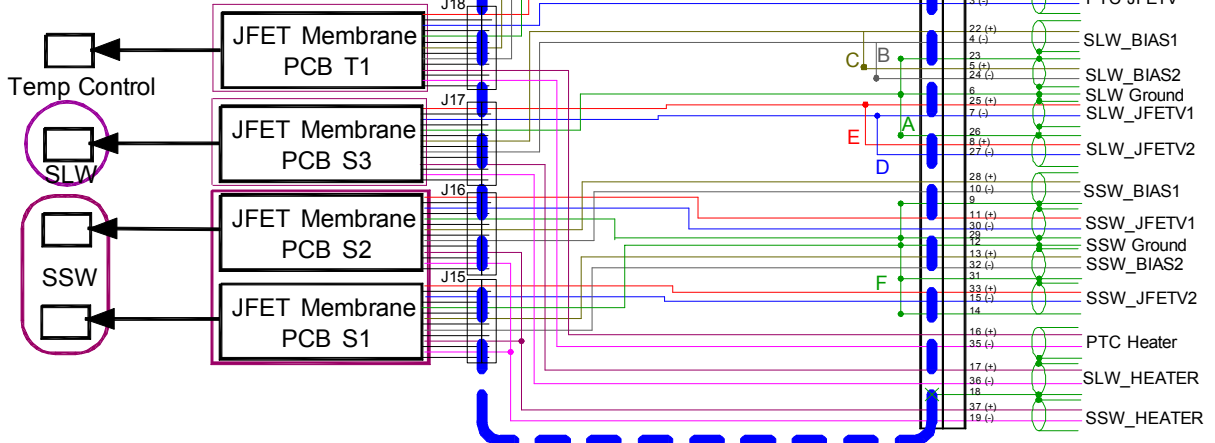 J18
3 (-)
PTC JFETV
JFET Membrane
PCB T1
Temp Control
22 (+)
4 (-)
SLW_BIAS1
C
B
23
5 (+)
24 (-)
SLW_BIAS2
6
SLW Ground
25 (+)
7 (-)
SLW_JFETV1
J17
JFET Membrane
PCB S3
SLW
A
E
D
26
8 (+)
27 (-)
SLW_JFETV2
J16
28 (+)
10 (-)
SSW_BIAS1
9
JFET Membrane
PCB S2
SSW
11 (+)
30 (-)
SSW_JFETV1
29
12
SSW Ground
13 (+)
32 (-)
SSW_BIAS2
J15
F
31
33 (+)
15 (-)
SSW_JFETV2
14
JFET Membrane
PCB S1
16 (+)
35 (-)
PTC Heater
17 (+)
36 (-)
SLW_HEATER
18
37 (+)
19 (-)
SSW_HEATER